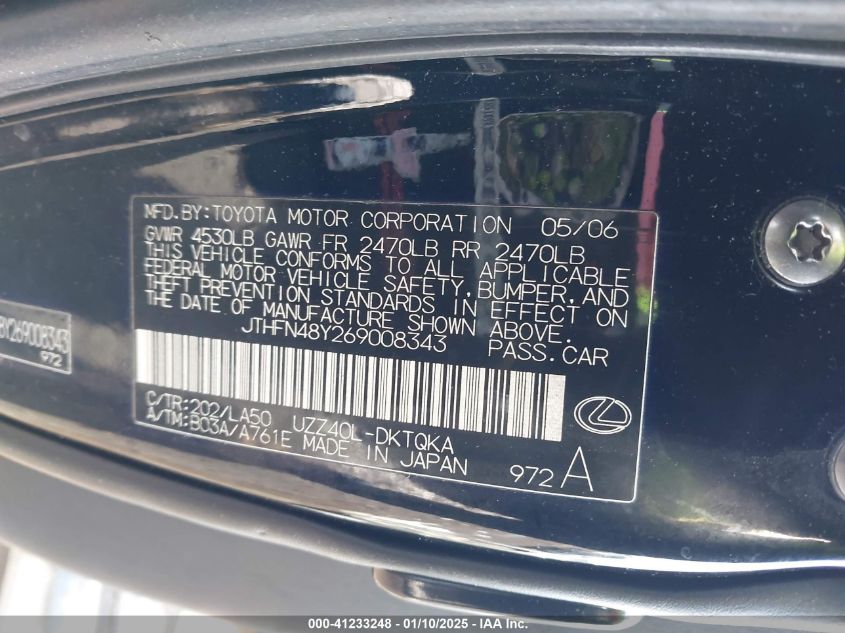 MFD.BY:TOYOTA MOTOR CORPORATION 05/06
GVWR 4530LB GAWR FR 2470LB RR 2470LB
THIS VEHICLE CONFORMS TO ALL APPLICABLE
FEDERAL MOTOR VEHICLE SAFETY,BUMPER,AND
THEFT PREVENTION STANDARDS IN EFFECT ON
THE DATE OF MANUFACTURE SHOWN ABOVE.
JTHFN48Y269008343 PASS.CAR
C/TR:202/LA50 UZZ40L-DKTQKA
A/TM:B03A/A761E MADE IN JAPAN
972 A
8Y269008343
972
000-41233248 - 01/10/2025 - IAA Inc.